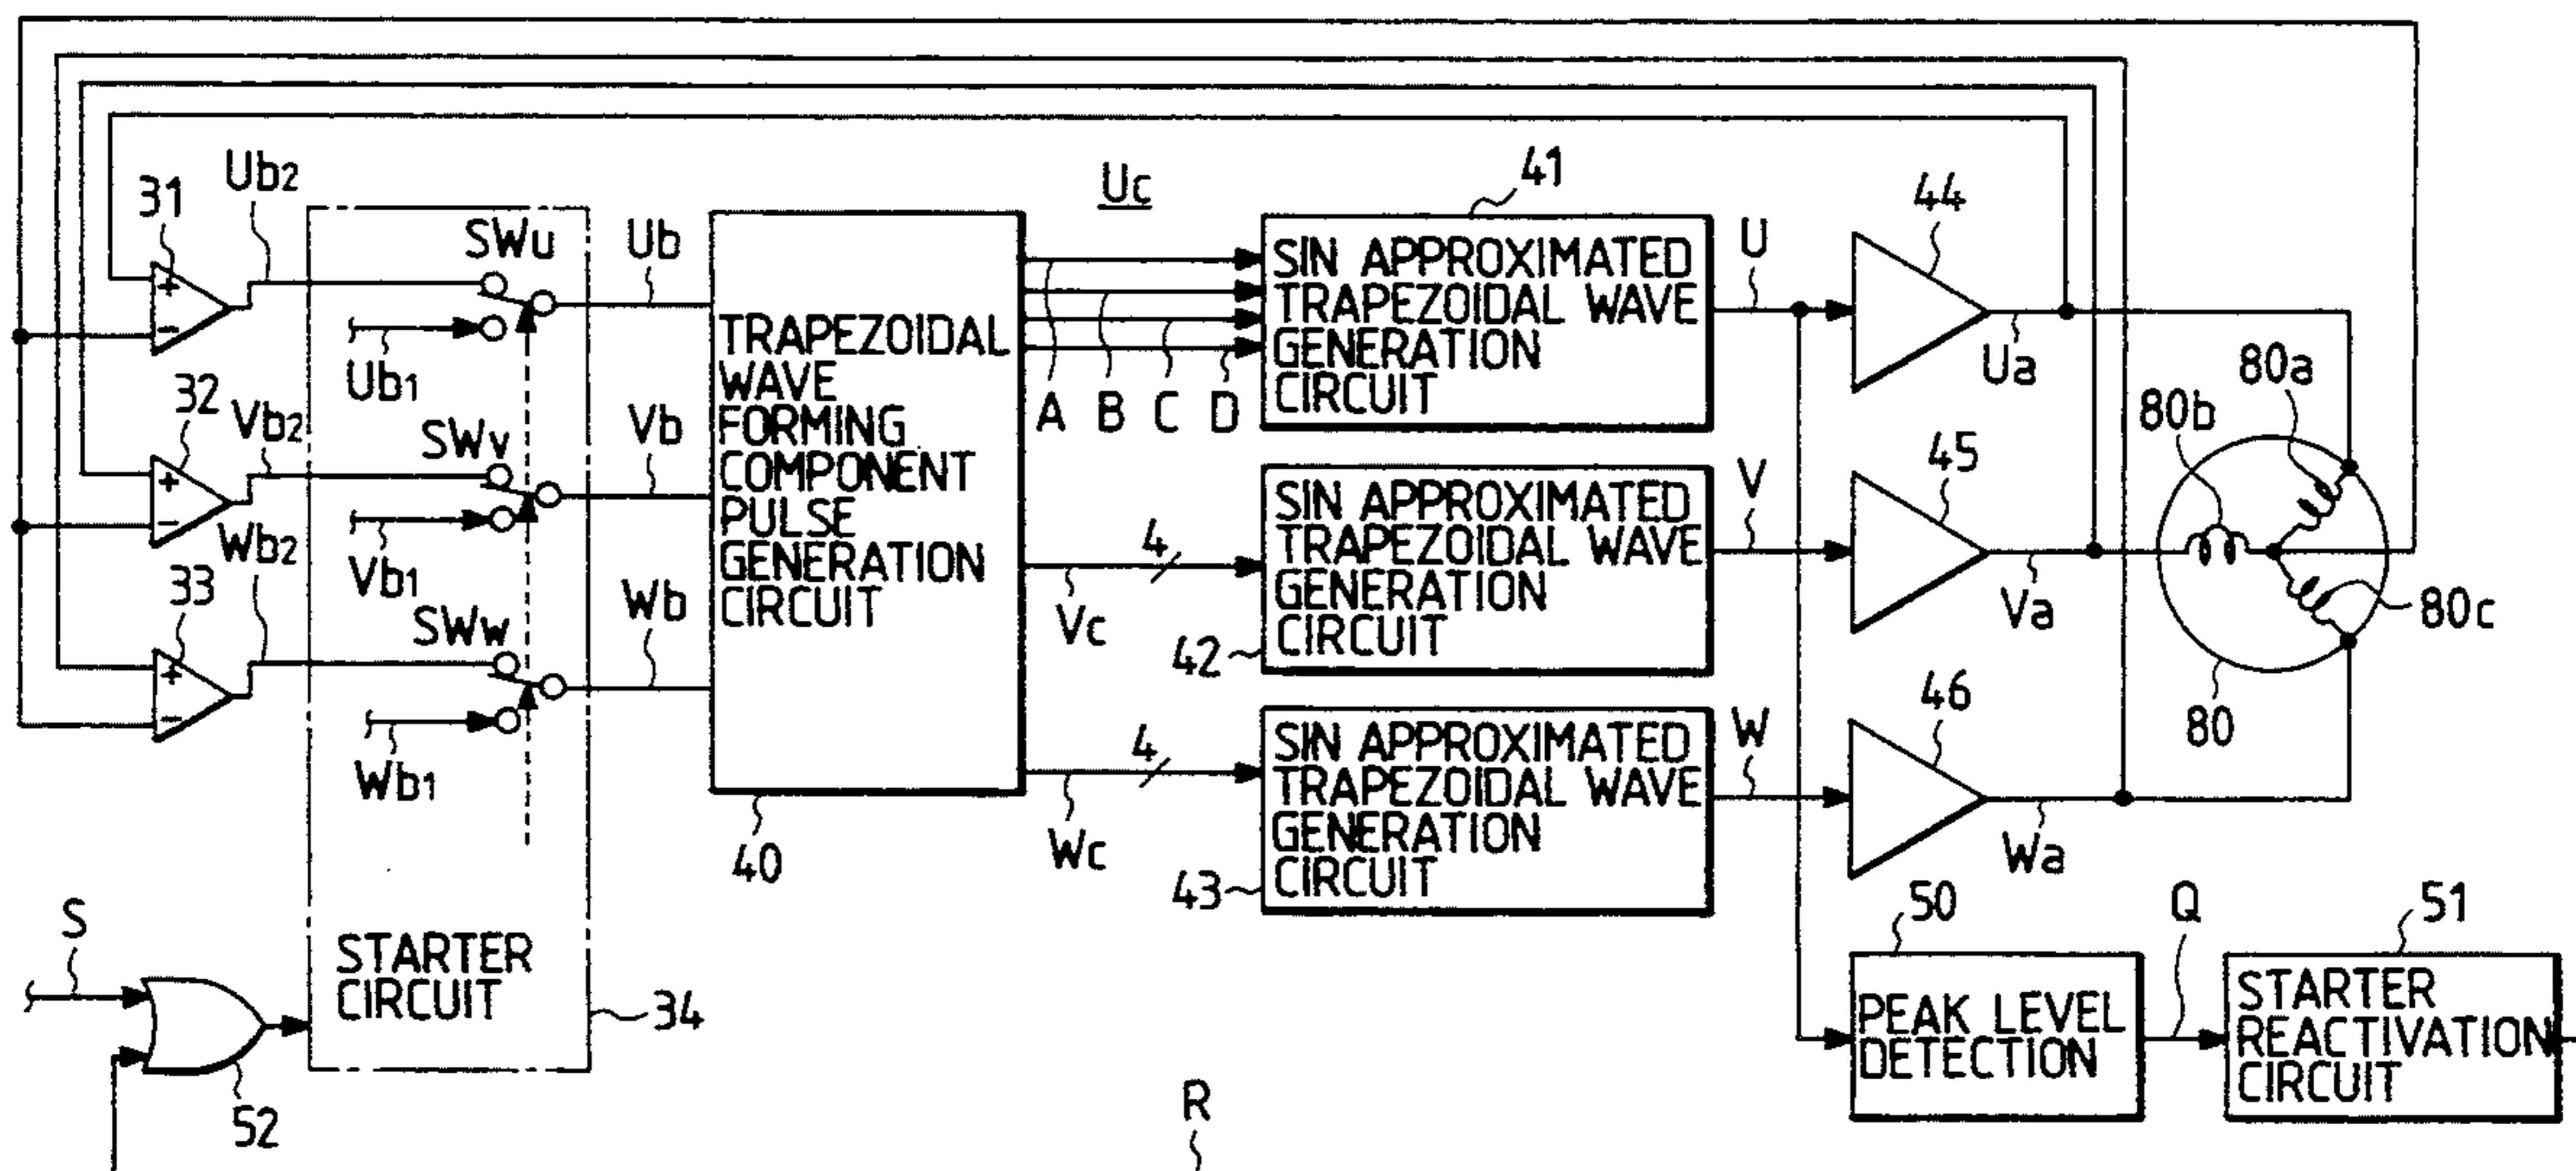 31
Ub2
SWu
Ub
Uc
41
44
+
−
Ub1
TRAPEZOIDAL
WAVE
FORMING
COMPONENT
PULSE
GENERATION
CIRCUIT
40
A
B
C
D
SIN APPROXIMATED
TRAPEZOIDAL WAVE
GENERATION
CIRCUIT
U
Ua
80a
80b
32
Vb2
SWv
Vb
+
−
Vb1
4
Vc
SIN APPROXIMATED
TRAPEZOIDAL WAVE
GENERATION
CIRCUIT
42
V
45
Va
80c
80
33
Wb2
SWw
Wb
+
−
Wb1
4
Wc
SIN APPROXIMATED
TRAPEZOIDAL WAVE
GENERATION
CIRCUIT
43
W
46
Wa
S
52
STARTER
CIRCUIT
34
50
PEAK LEVEL
DETECTION
Q
51
STARTER
REACTIVATION
CIRCUIT
R